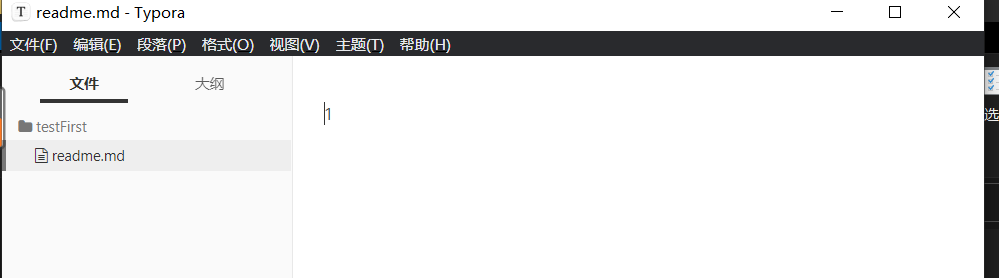 T readme.md - Typora
文件(F) 编辑(E) 段落(P) 格式(O) 视图(V) 主题(T) 帮助(H)
文件 大纲
1
testFirst
readme.md
选